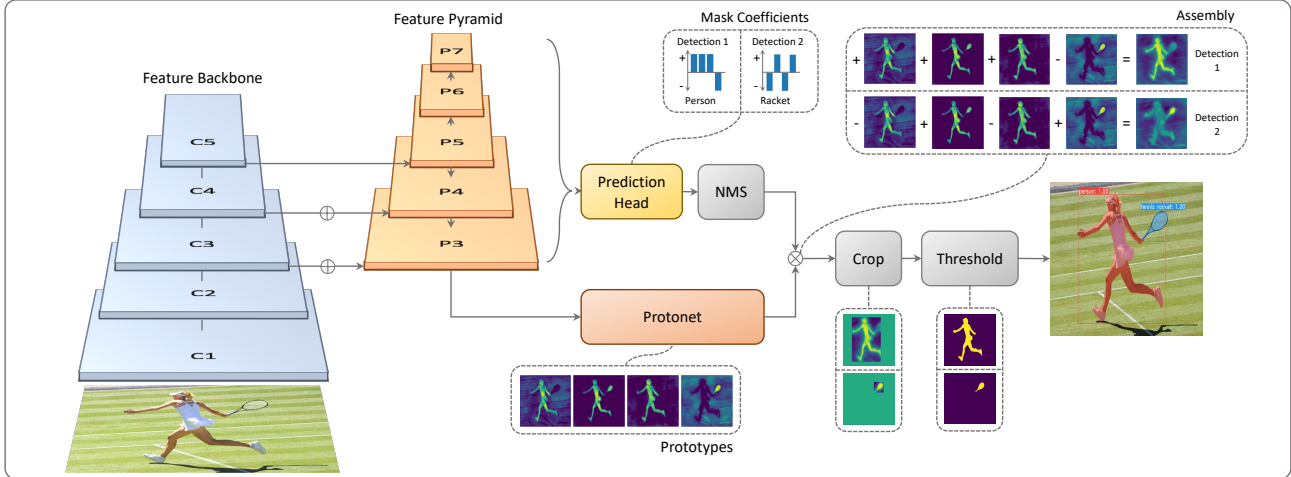 Feature Backbone
C5
C4
C3
C2
C1
Feature Pyramid
P7
P6
P5
P4
P3
Mask Coefficients
Detection 1
Detection 2
+
-
+
-
Person
Racket
Prediction
Head
NMS
Protonet
Prototypes
Assembly
+ + + - = Detection
1
- + - + = Detection
2
Crop
Threshold
person: 1.00
tennis racket: 1.00